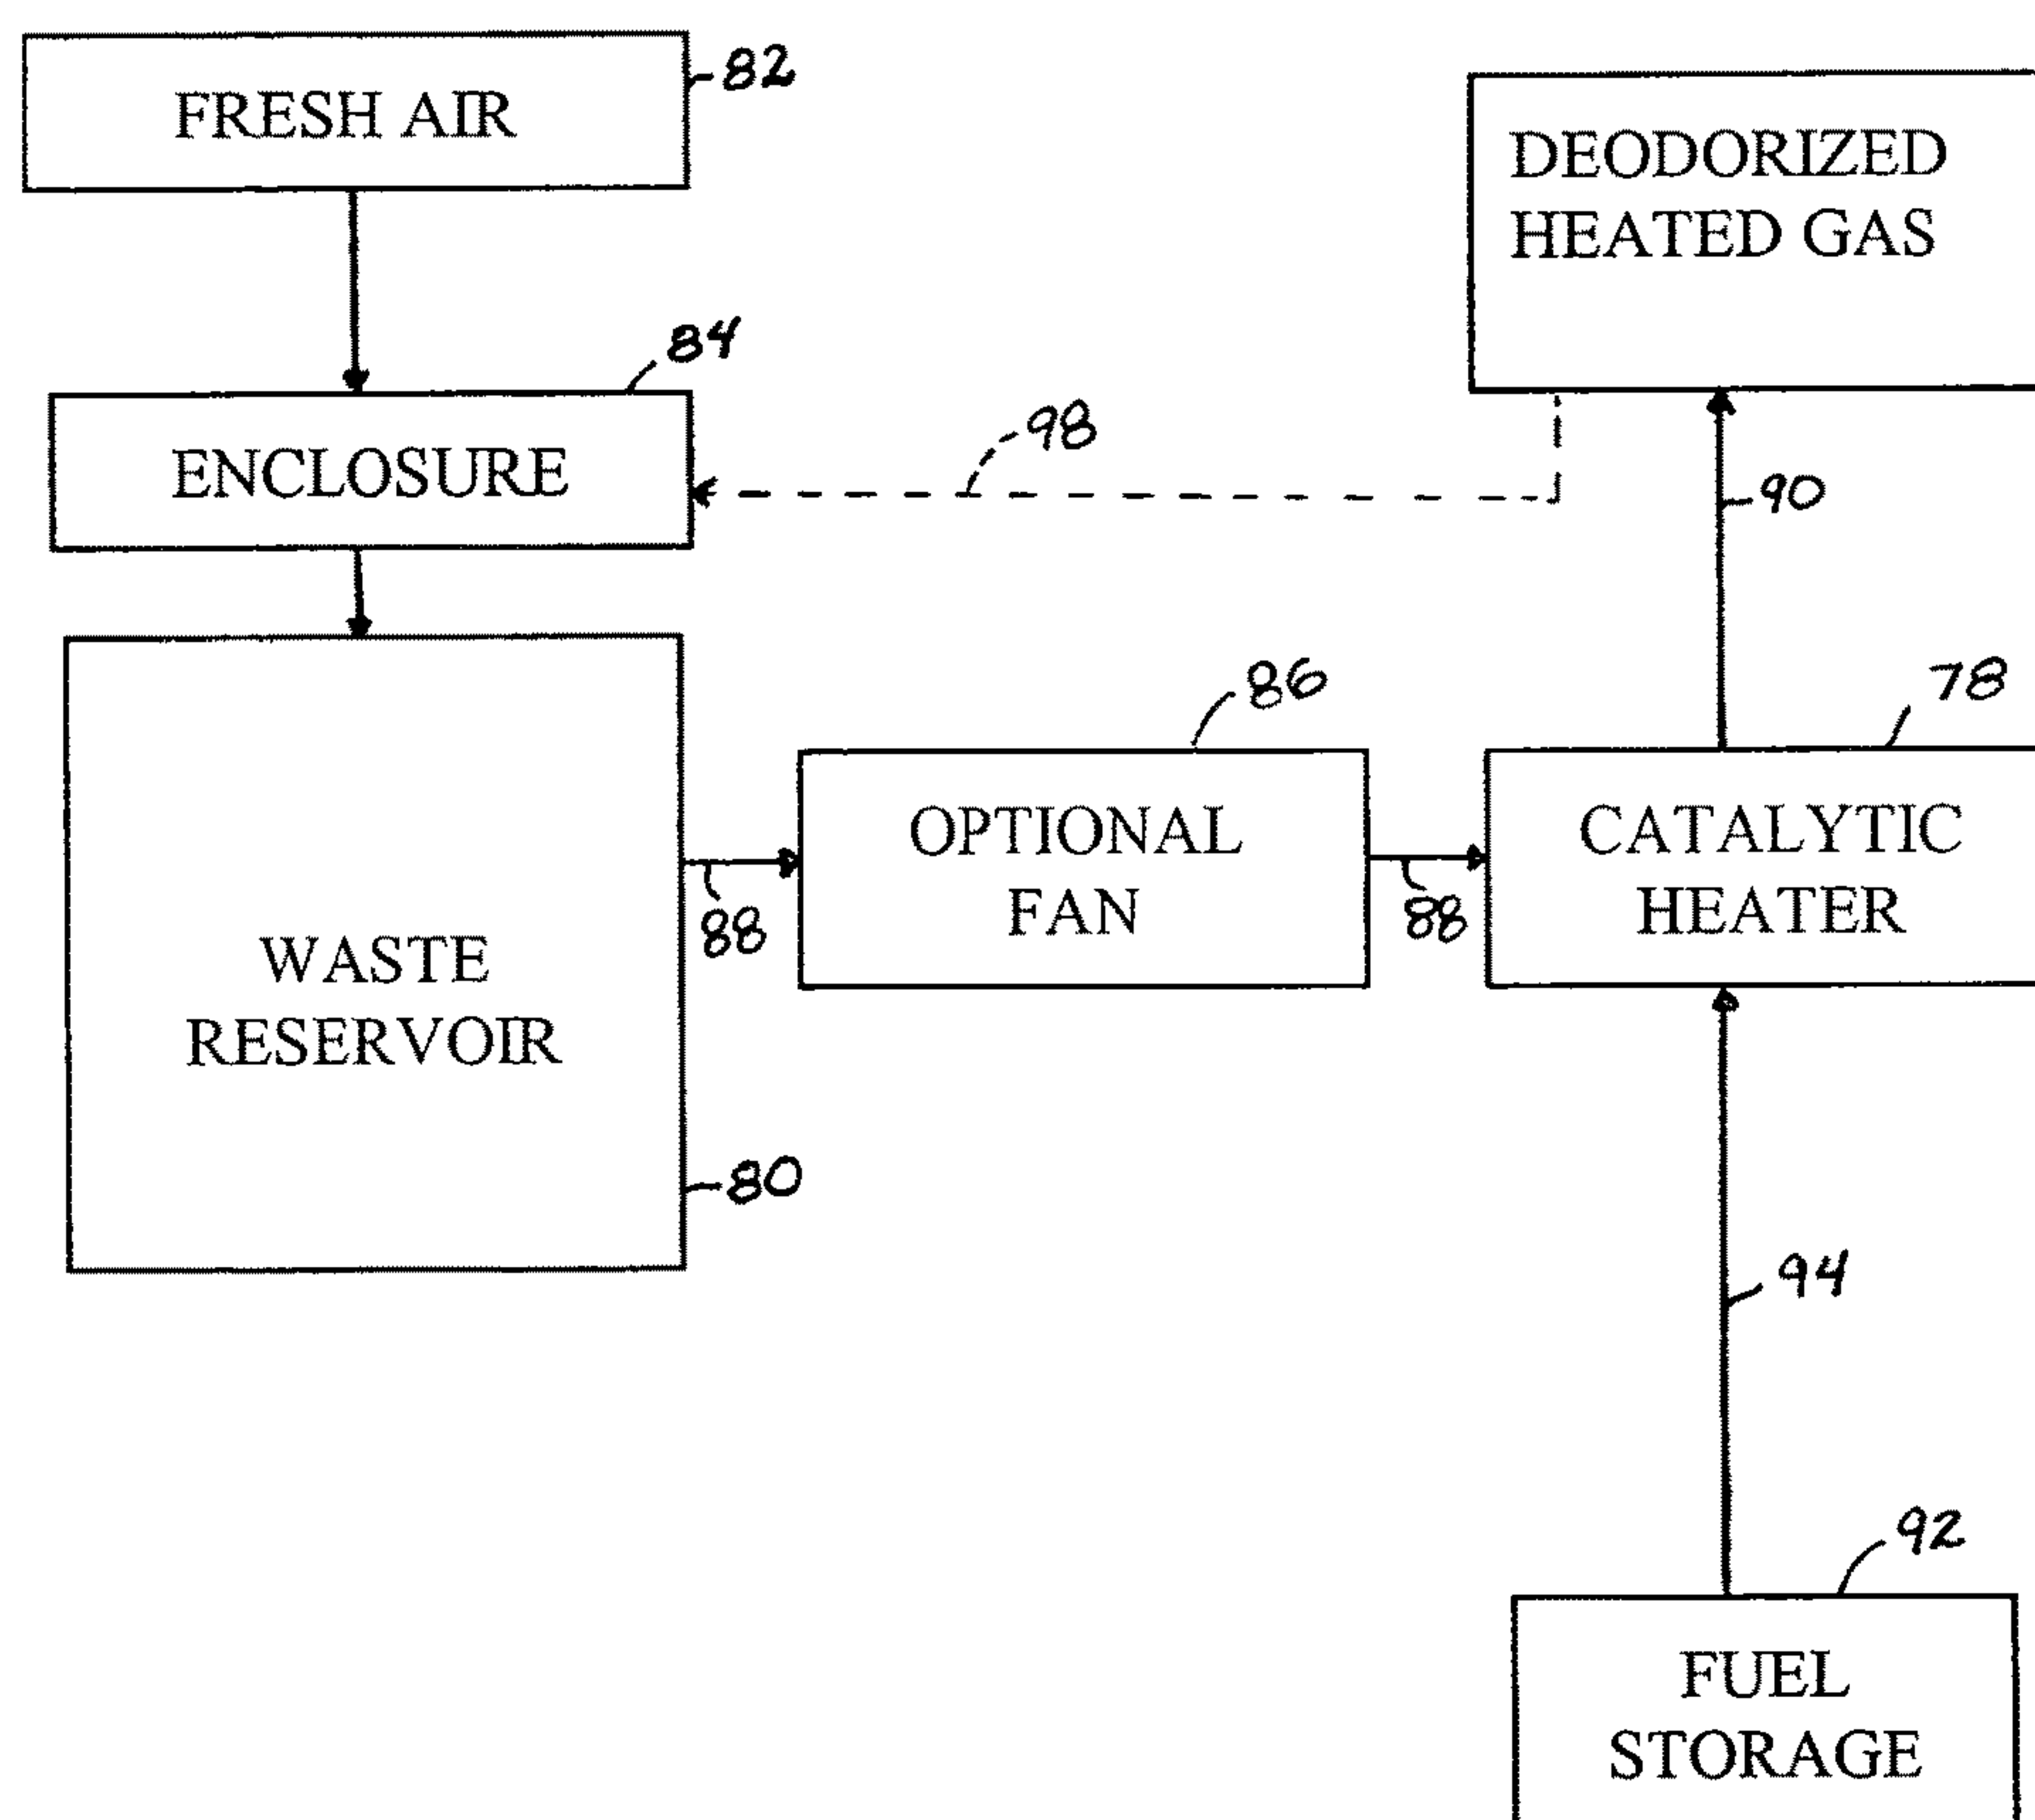 FRESH AIR
82
DEODORIZED
HEATED GAS
84
ENCLOSURE
98
90
86
78
OPTIONAL
FAN
CATALYTIC
HEATER
88
88
WASTE
RESERVOIR
80
94
92
FUEL
STORAGE